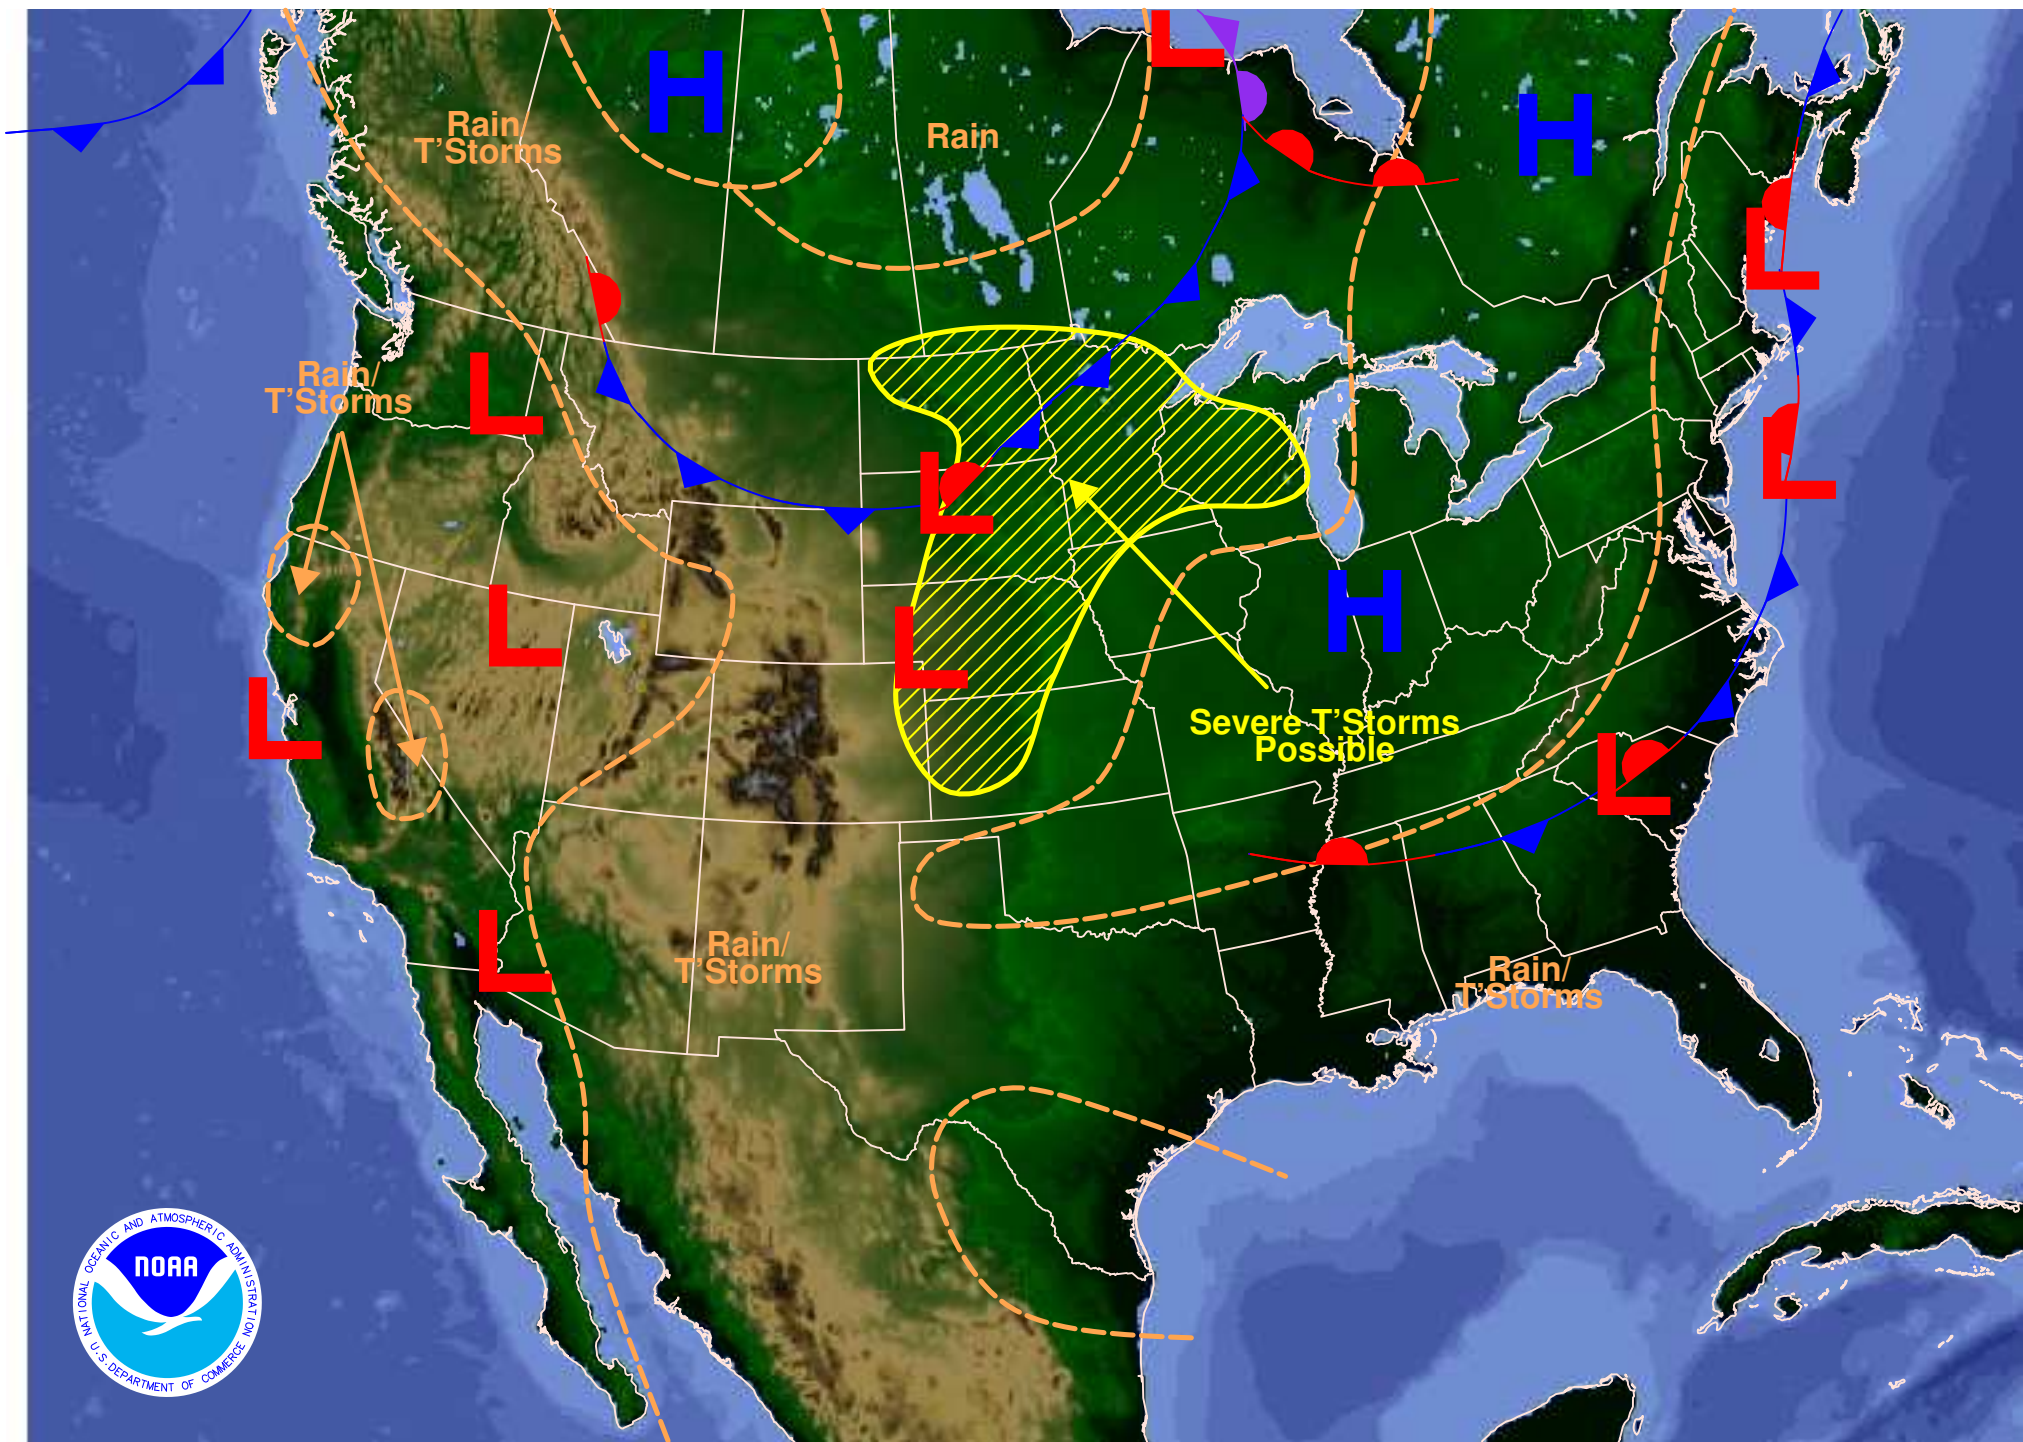 L
H
H
Rain
T'Storms
Rain
L
Rain/
T'Storms
L
L
L
L
L
H
L
L
Severe T'Storms
Possible
L
L
Rain/
T'Storms
Rain/
T'Storms
NATIONAL OCEANIC AND ATMOSPHERIC ADMINISTRATION
NOAA
U.S. DEPARTMENT OF COMMERCE